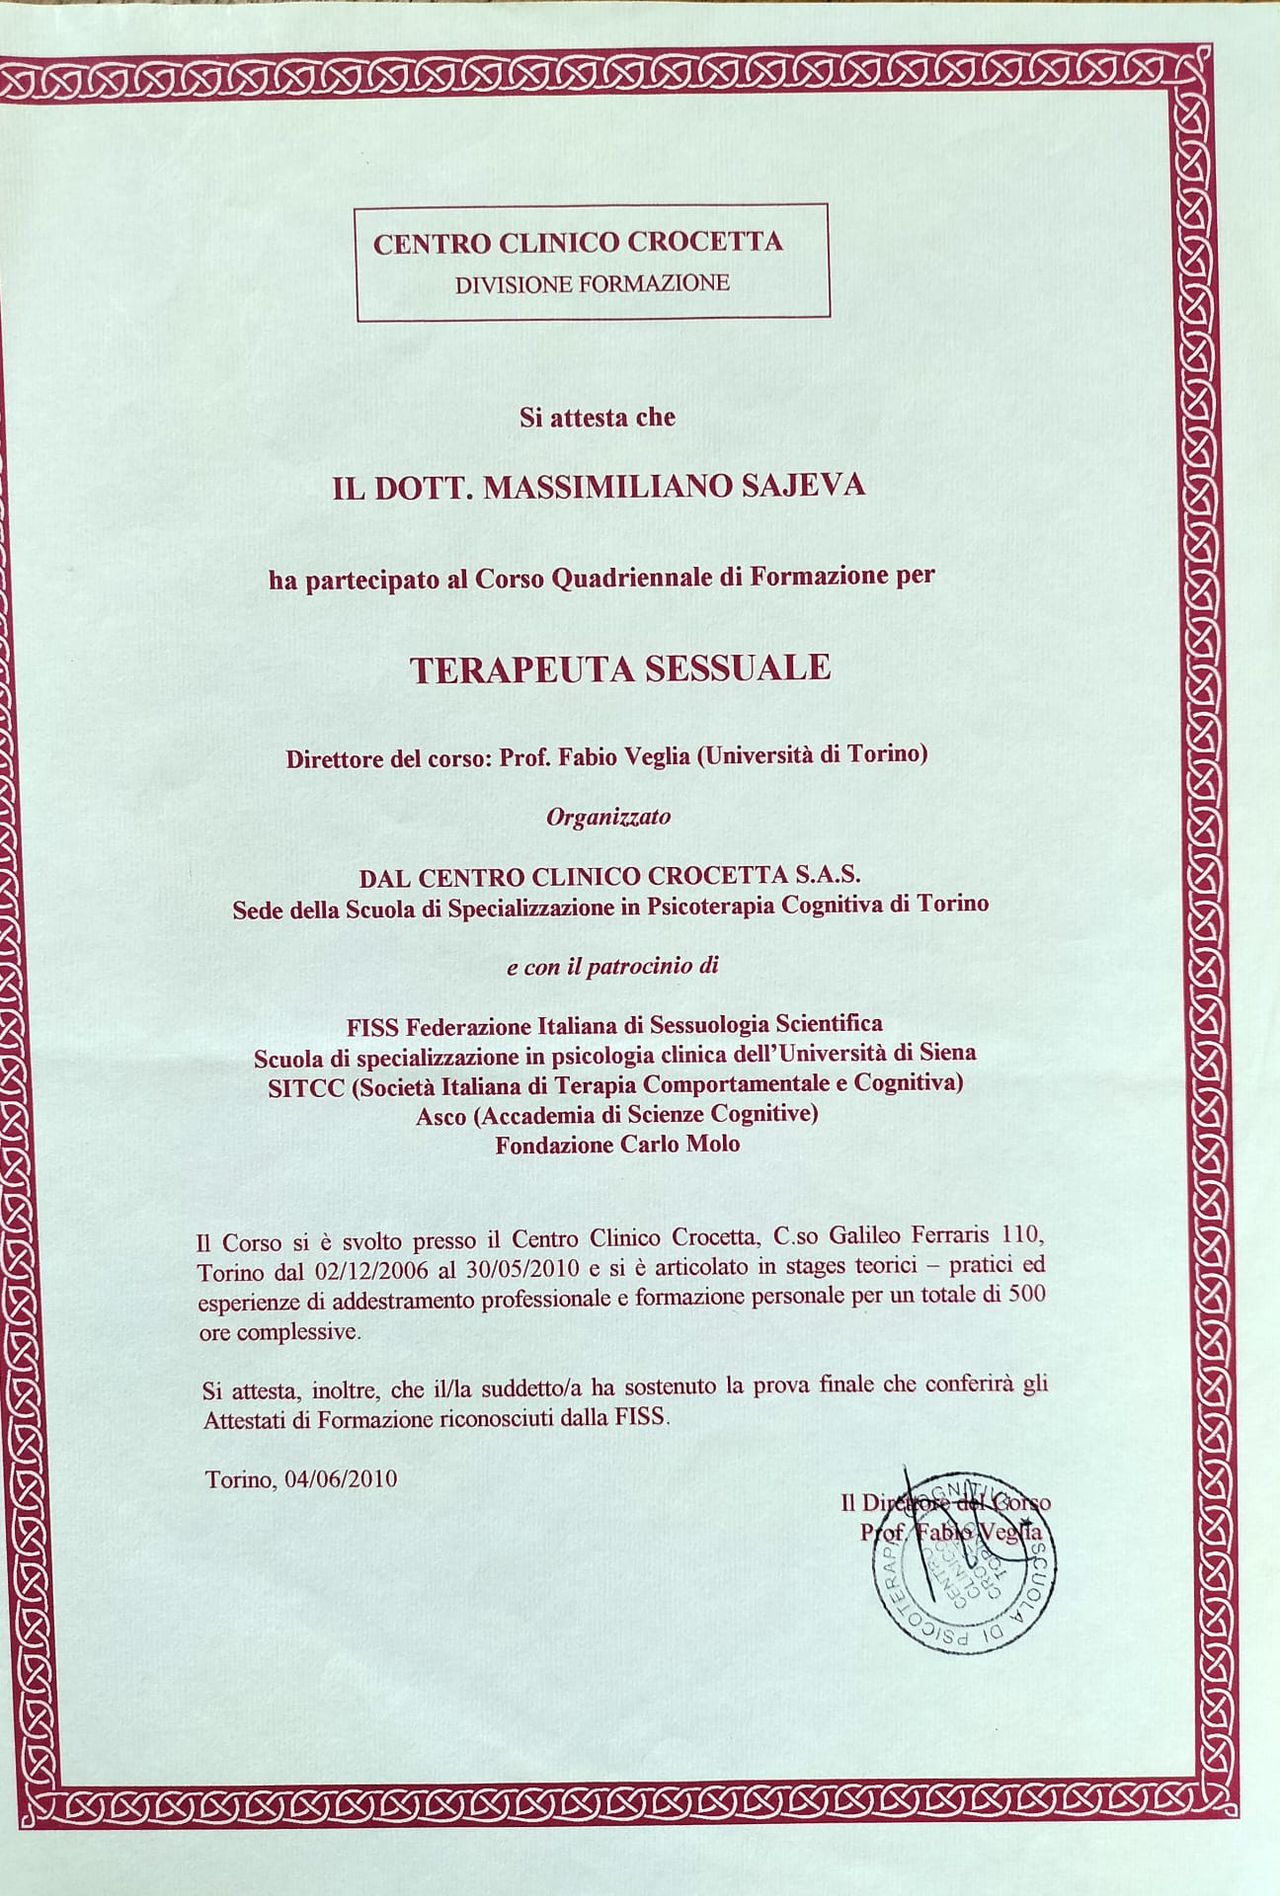 CENTRO CLINICO CROCETTA
DIVISIONE FORMAZIONE
Si attesta che
IL DOTT. MASSIMILIANO SAJEVA
ha partecipato al Corso Quadriennale di Formazione per
TERAPEUTA SESSUALE
Direttore del corso: Prof. Fabio Veglia (Università di Torino)
Organizzato
DAL CENTRO CLINICO CROCETTA S.A.S.
Sede della Scuola di Specializzazione in Psicoterapia Cognitiva di Torino
e con il patrocinio di
FISS Federazione Italiana di Sessuologia Scientifica
Scuola di specializzazione in psicologia clinica dell’Università di Siena
SITCC (Società Italiana di Terapia Comportamentale e Cognitiva)
Asco (Accademia di Scienze Cognitive)
Fondazione Carlo Molo
Il Corso si è svolto presso il Centro Clinico Crocetta, C.so Galileo Ferraris 110,
Torino dal 02/12/2006 al 30/05/2010 e si è articolato in stages teorici – pratici ed
esperienze di addestramento professionale e formazione personale per un totale di 500
ore complessive.
Si attesta, inoltre, che il/la suddetto/a ha sostenuto la prova finale che conferirà gli
Attestati di Formazione riconosciuti dalla FISS.
Torino, 04/06/2010
Il Direttore del Corso
Prof. Fabio Veglia
SCUOLA DI PSICOTERAPIA COGNITIVA
CENTRO
CLINICO
CROCETTA